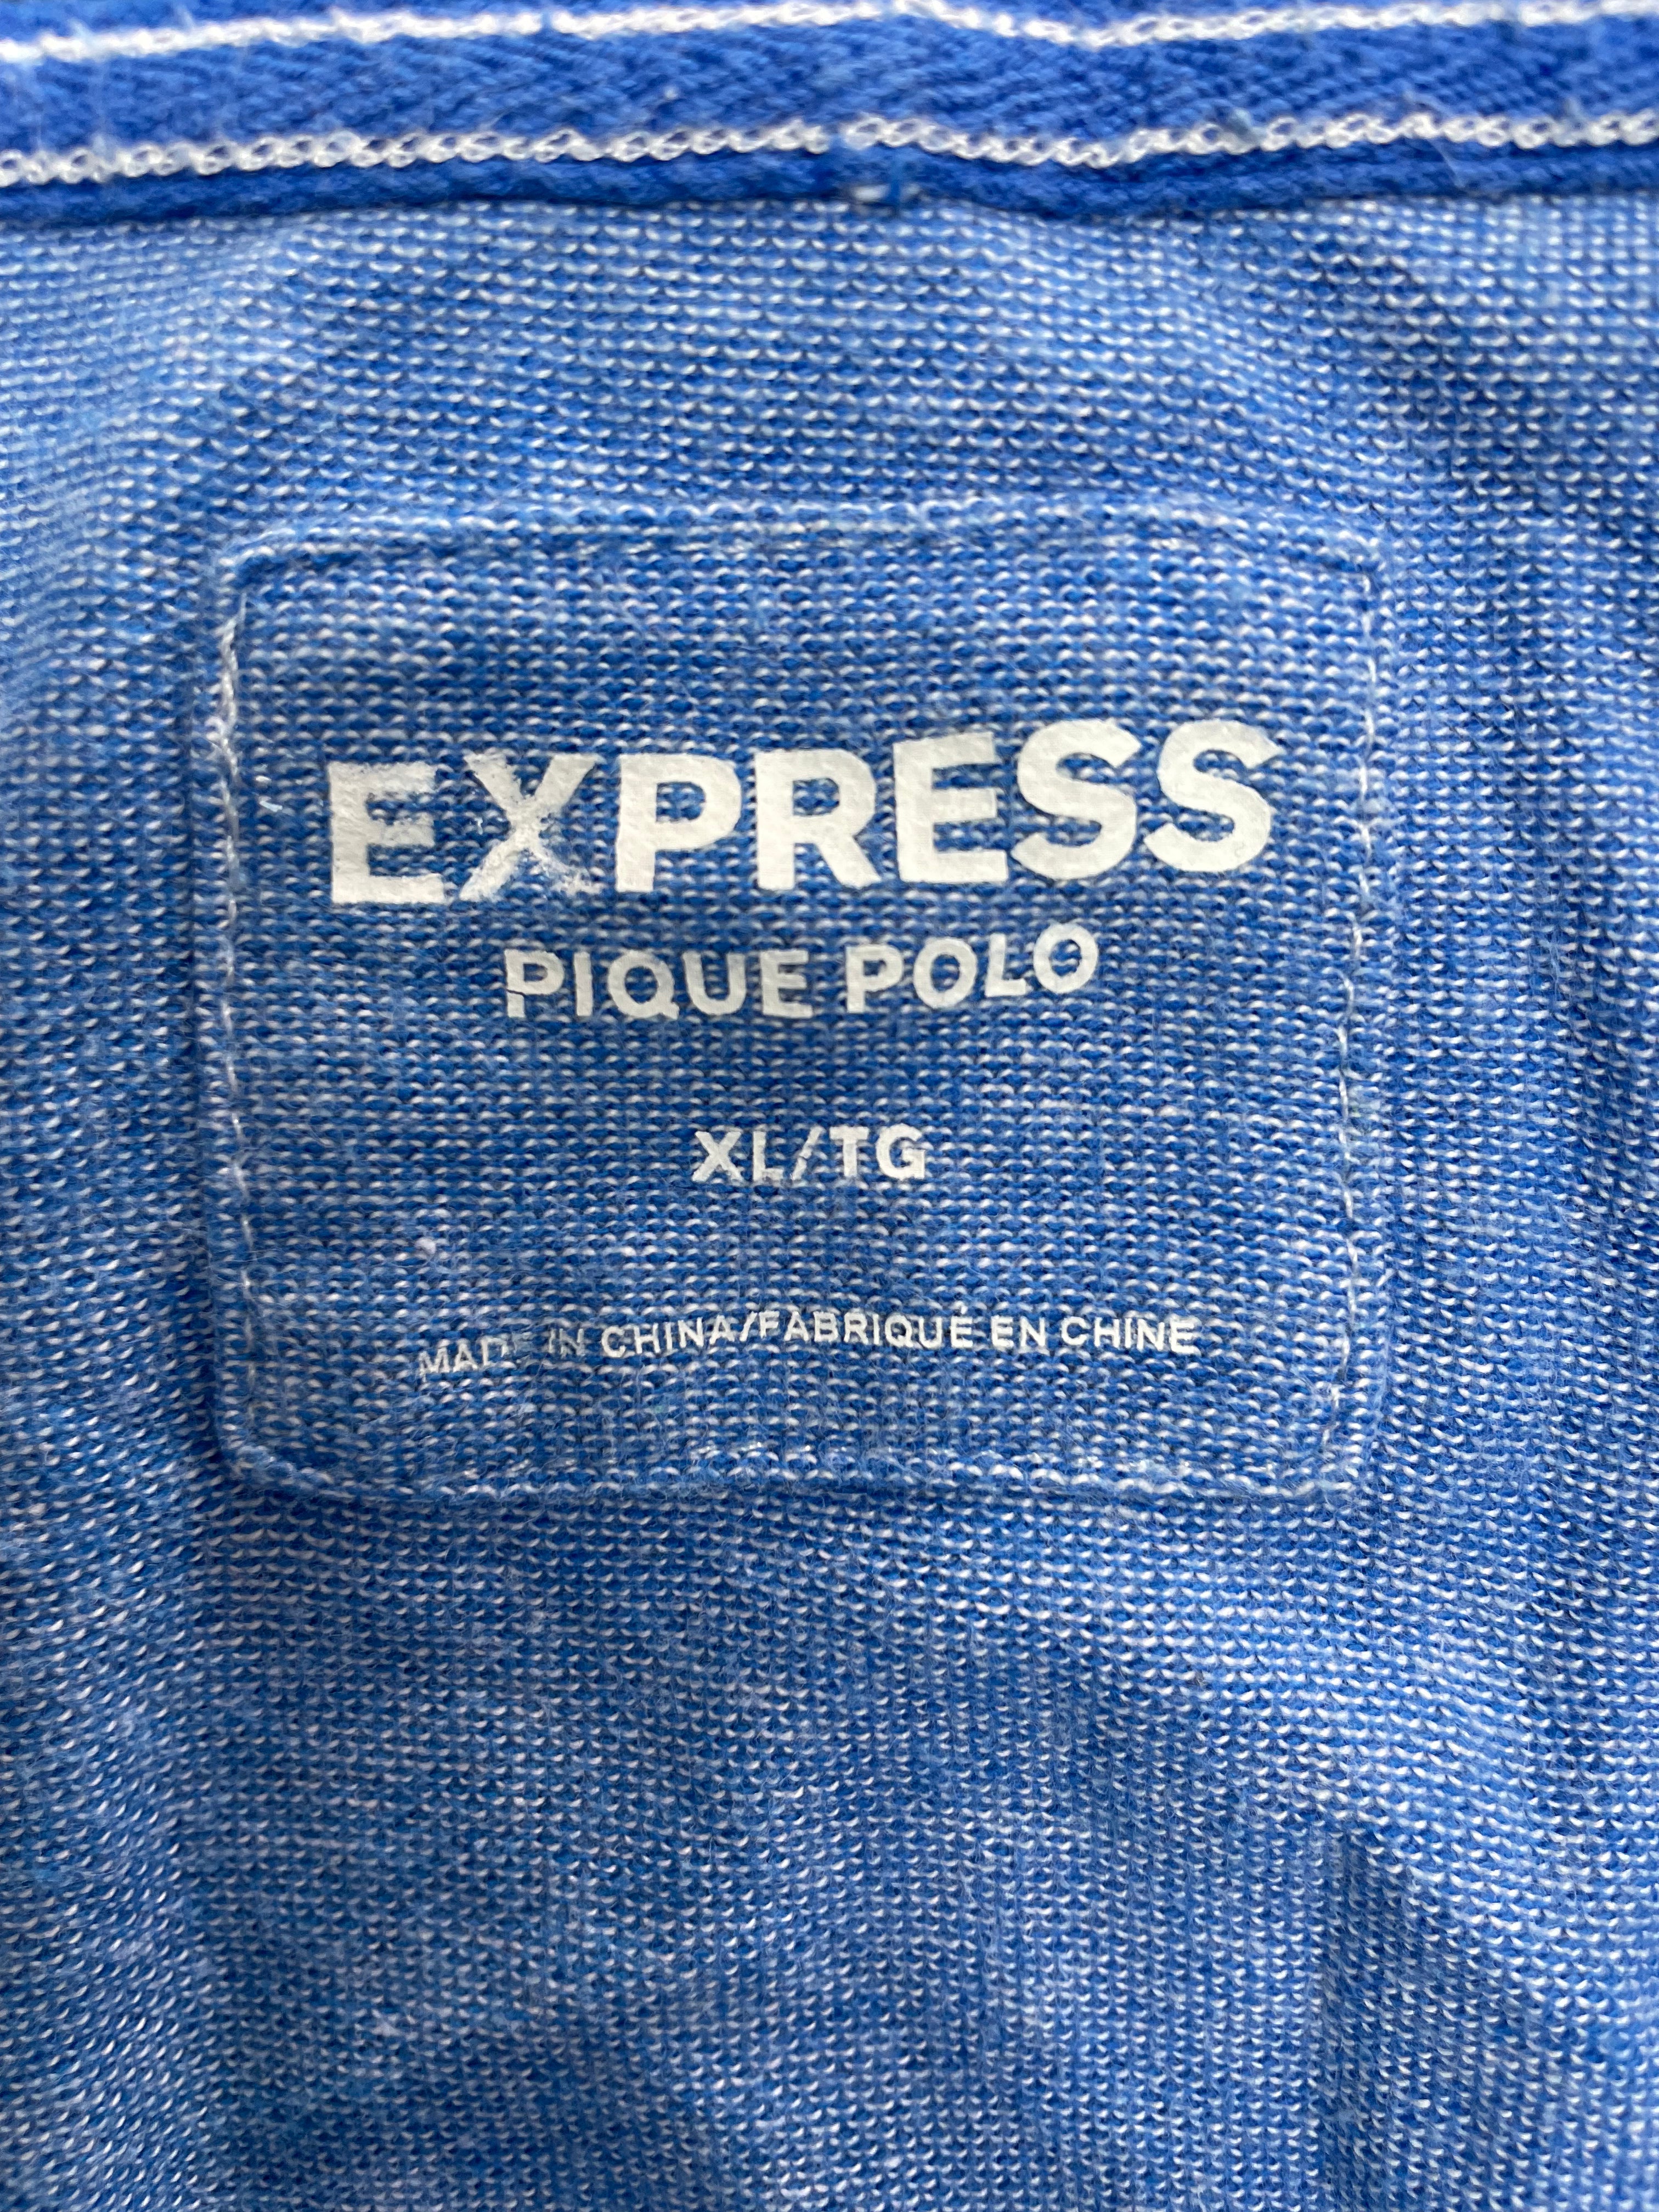 EXPRESS
PIQUE POLO
XL/TG
MADE IN CHINA/FABRIQUÉ EN CHINE